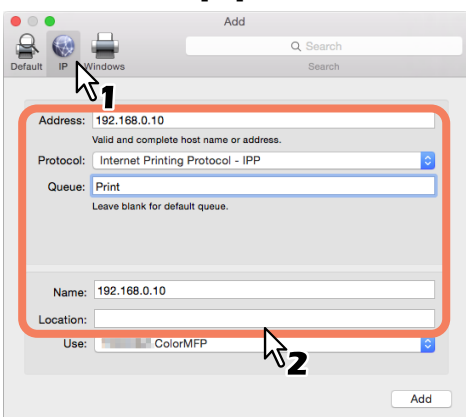 Add
Search
Default IP Windows Search
1
Address: 192.168.0.10
Valid and complete host name or address.
Protocol: Internet Printing Protocol - IPP
Queue: Print
Leave blank for default queue.
Name: 192.168.0.10
Location:
Use: ColorMFP
2
Add